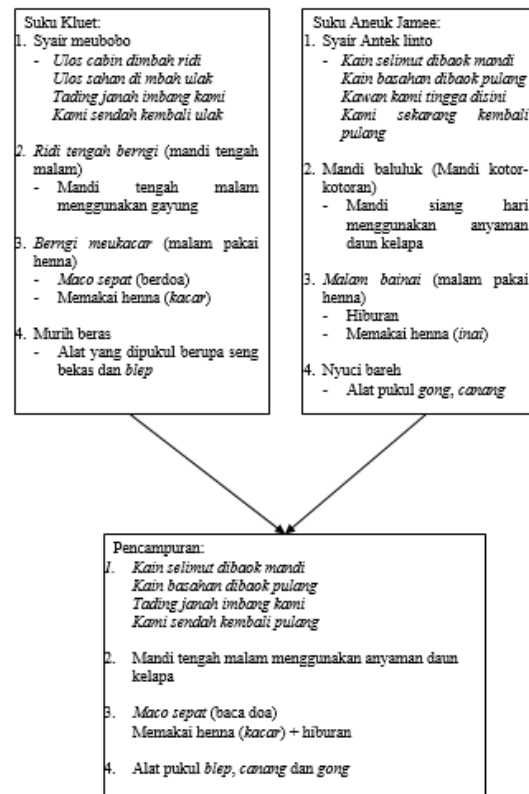 Suku Kluet:
1. Syair meubobo
- Ulos cabin dimbah ridi
Ulos sahan di mbah ulak
Tading janah imbang kami
Kami sendah kembali ulak
2. Ridi tengah berngi (mandi tengah
malam)
- Mandi tengah malam
menggunakan gayung
3. Berngi meukacar (malam pakai
henna)
- Maco sepat (berdoa)
- Memakai henna (kacar)
4. Murih beras
- Alat yang dipukul berupa seng
bekas dan blep
Suku Aneuk Jamee:
1. Syair Antek linto
- Kain selimut dibaok mandi
Kain basahan dibaok pulang
Kawan kami tingga disini
Kami sekarang kembali
pulang
2. Mandi baluluk (Mandi kotor-
kotoran)
- Mandi siang hari
menggunakan anyaman
daun kelapa
3. Malam bainai (malam pakai
henna)
- Hiburan
- Memakai henna (inai)
4. Nyuci bareh
- Alat pukul gong, canang
Pencampuran:
1. Kain selimut dibaok mandi
Kain basahan dibaok pulang
Tading janah imbang kami
Kami sendah kembali pulang
2. Mandi tengah malam menggunakan anyaman daun
kelapa
3. Maco sepat (baca doa)
Memakai henna (kacar) + hiburan
4. Alat pukul blep, canang dan gong